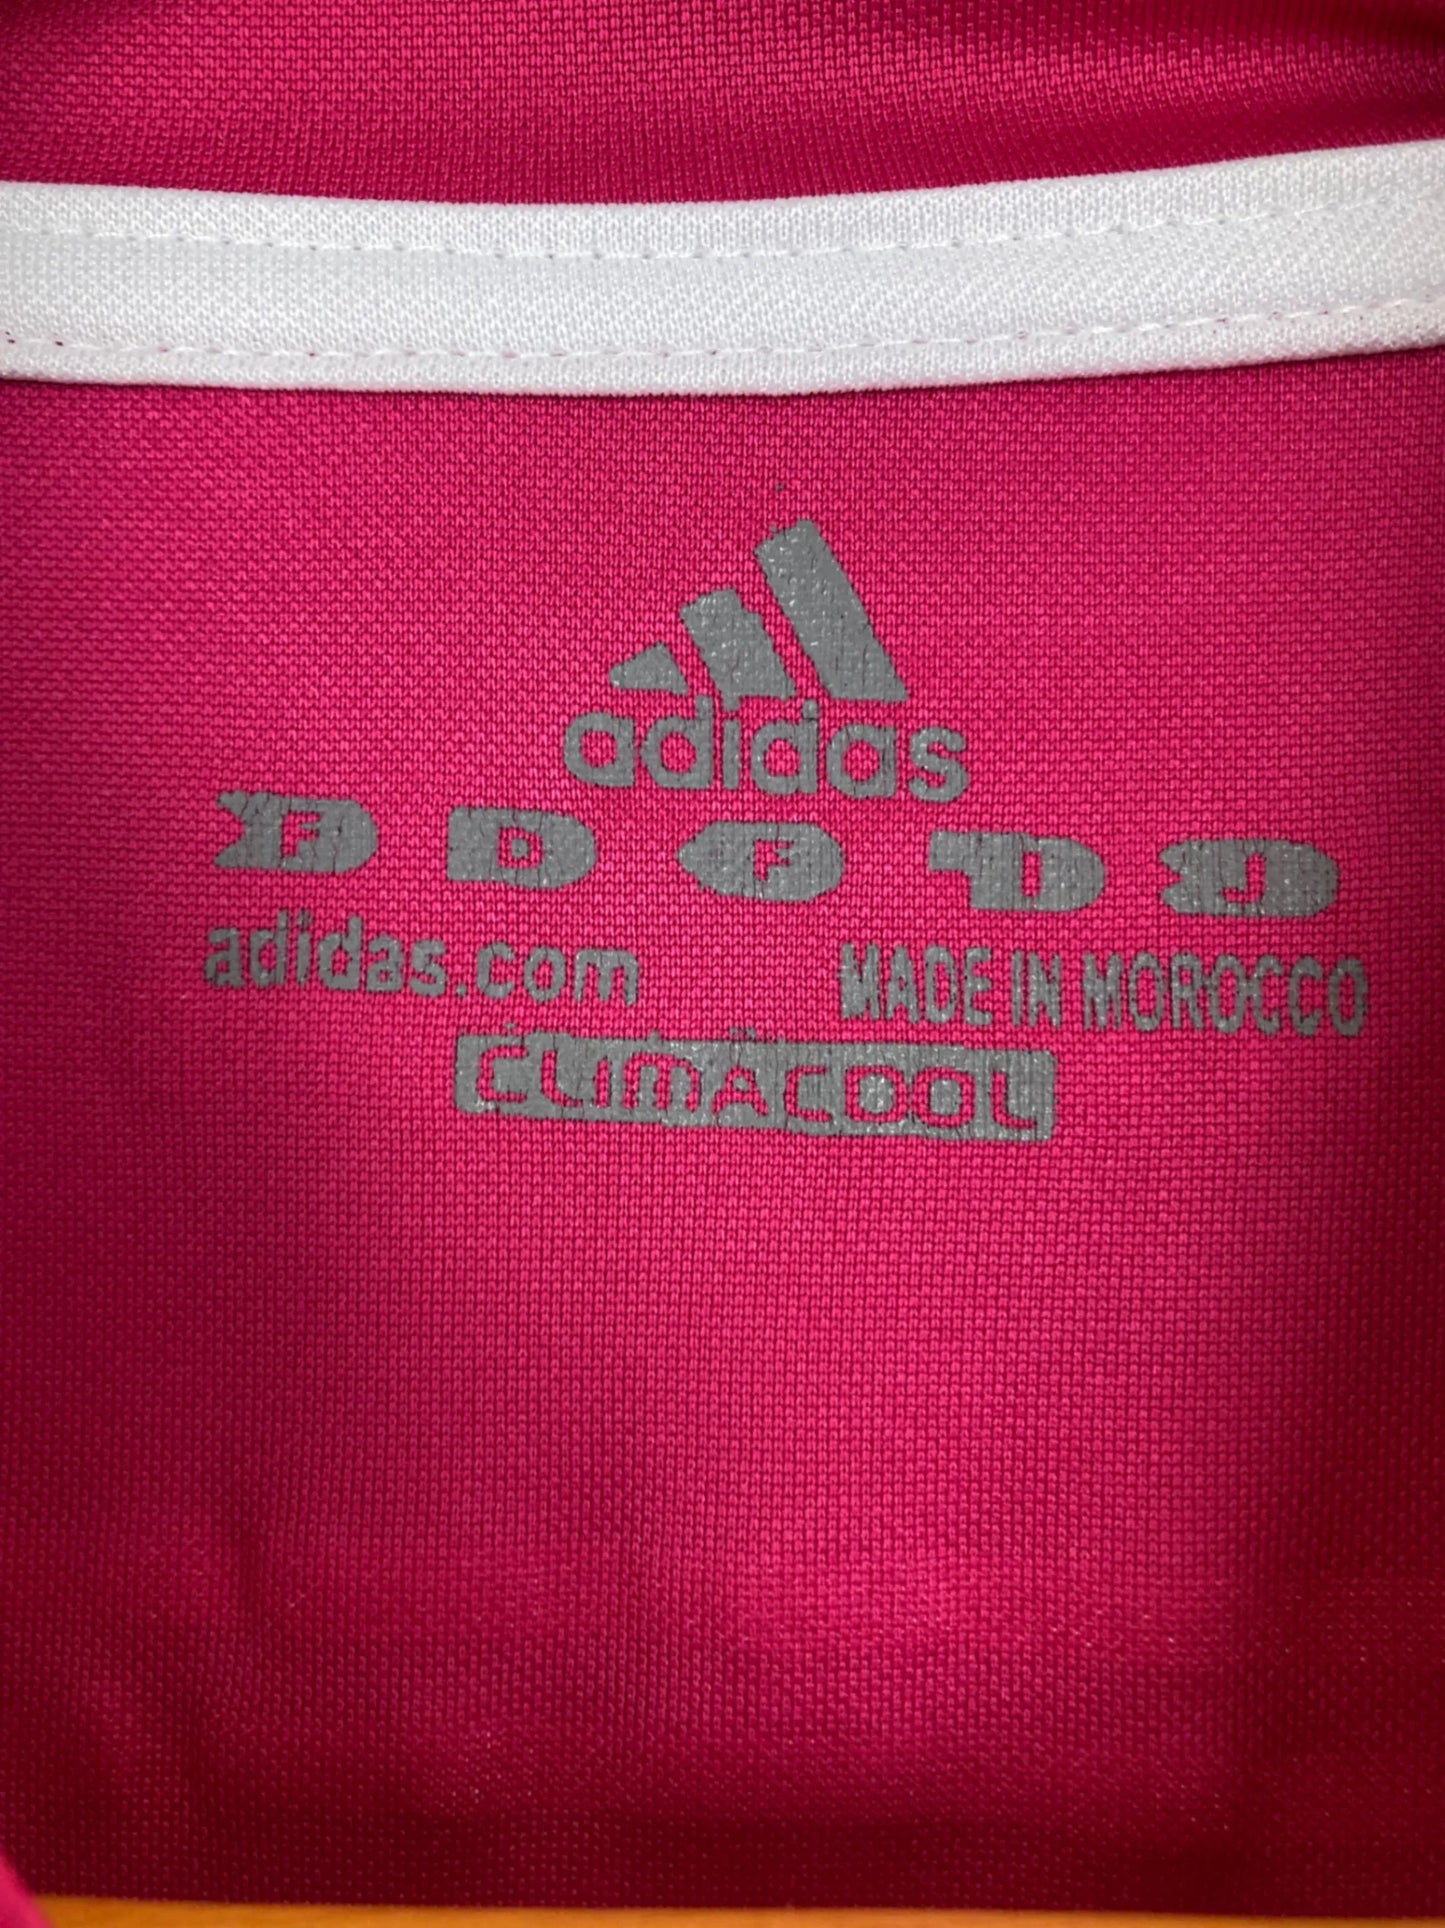 adidas
F D F I J
adidas.com MADE IN MOROCCO
CLIMACOOL